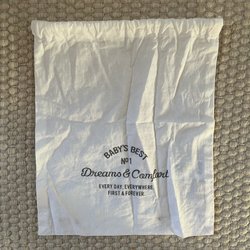 BABY'S BEST
Nº1
Dreams & Comfort
EVERY DAY, EVERYWHERE,
FIRST & FOREVER.